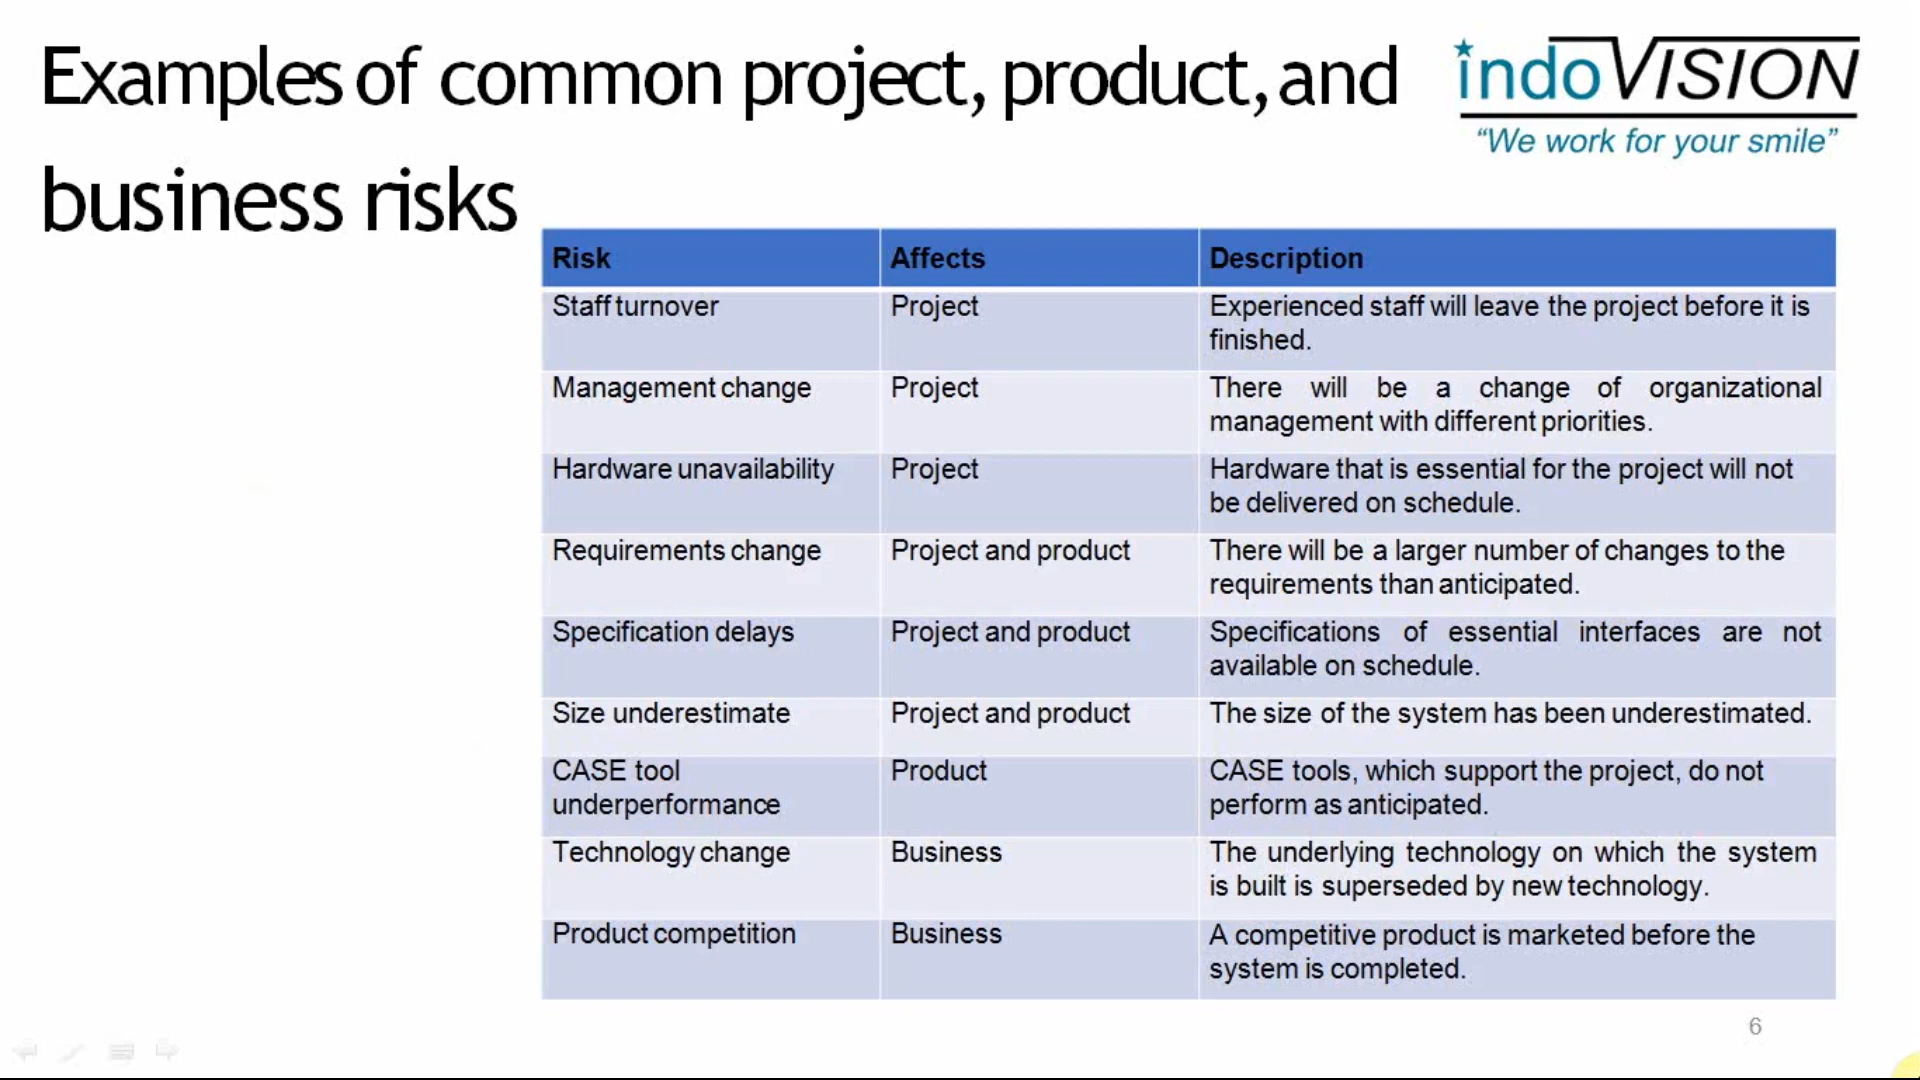 Examples of common project, product, and
business risks
indoVISION
“We work for your smile”
Risk Affects Description
Staff turnover Project Experienced staff will leave the project before it is
finished.
Management change Project There will be a change of organizational
management with different priorities.
Hardware unavailability Project Hardware that is essential for the project will not
be delivered on schedule.
Requirements change Project and product There will be a larger number of changes to the
requirements than anticipated.
Specification delays Project and product Specifications of essential interfaces are not
available on schedule.
Size underestimate Project and product The size of the system has been underestimated.
CASE tool Product CASE tools, which support the project, do not
underperformance perform as anticipated.
Technology change Business The underlying technology on which the system
is built is superseded by new technology.
Product competition Business A competitive product is marketed before the
system is completed.
6